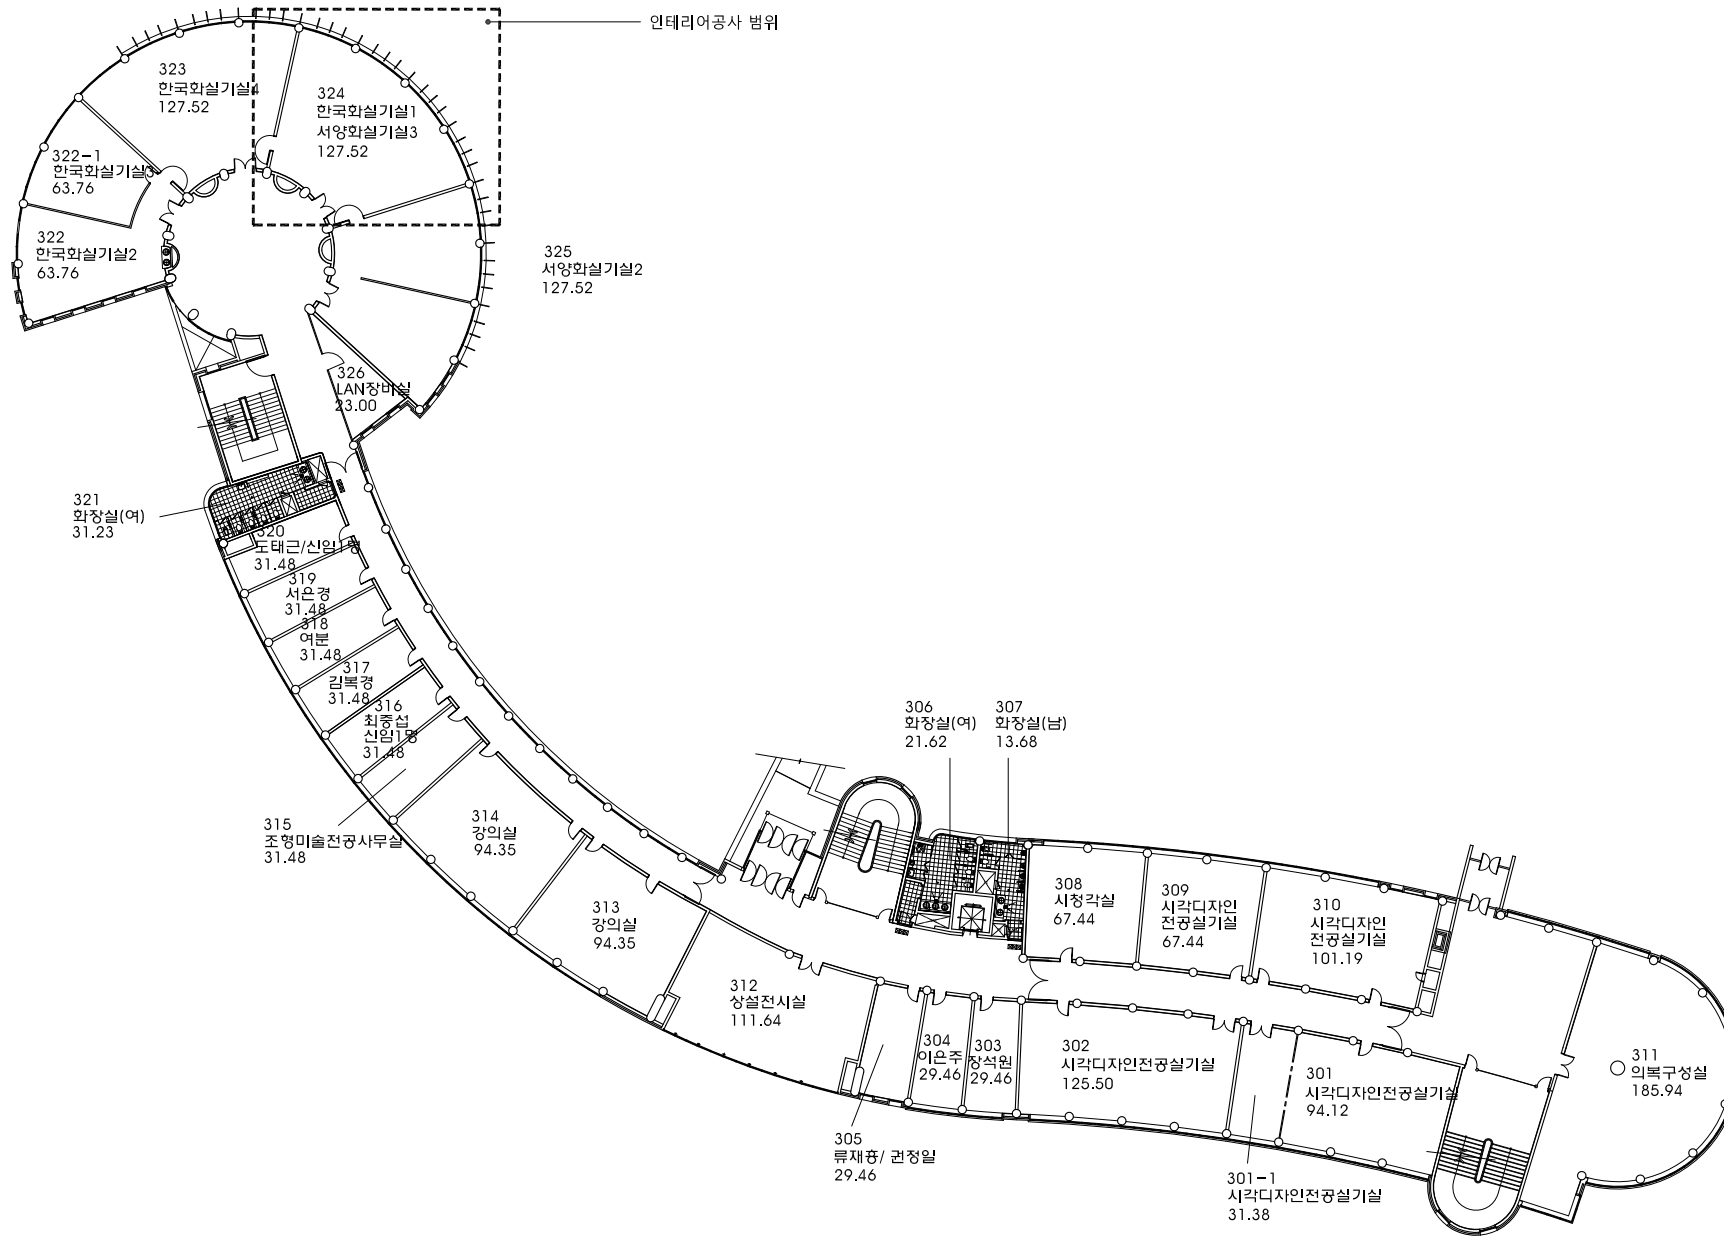 인테리어공사 범위
323
한국화실기실4
127.52
324
한국화실기실1
서양화실기실3
127.52
322-1
한국화실기실3
63.76
322
한국화실기실2
63.76
325
서양화실기실2
127.52
326
LAN장비실
23.00
321
화장실(여)
31.23
320
도태근/신임1명
31.48
319
서은경
31.48
318
여분
31.48
317
김복경
31.48
316
최중섭
신임1명
31.48
315
조형미술전공사무실
31.48
314
강의실
94.35
313
강의실
94.35
312
상설전시실
111.64
306
화장실(여)
21.62
307
화장실(남)
13.68
308
시청각실
67.44
309
시각디자인
전공실기실
67.44
310
시각디자인
전공실기실
101.19
311
의복구성실
185.94
305
류재흥/ 권정일
29.46
304
이은주
29.46
303
장석원
29.46
302
시각디자인전공실기실
125.50
301
시각디자인전공실기실
94.12
301-1
시각디자인전공실기실
31.38